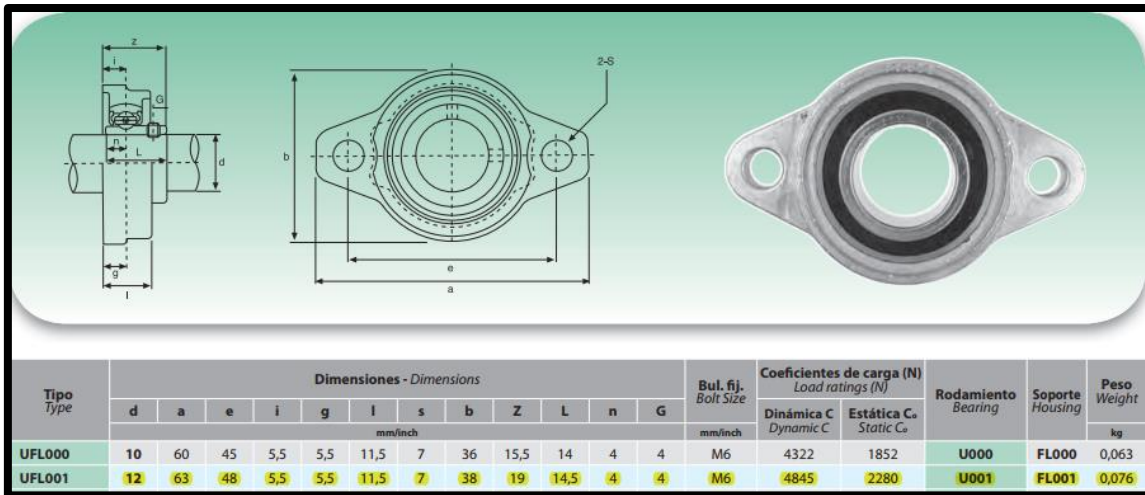 z
i
G
n
L
d
g
l
2-S
b
e
a
Tipo
Type
Dimensiones - Dimensions
Bul. fij.
Bolt Size
Coeficientes de carga (N)
Load ratings (N)
Rodamiento
Bearing
Soporte
Housing
Peso
Weight
d a e i g l s b Z L n G
Dinámica C
Dynamic C
Estática Cₒ
Static Cₒ
mm/inch mm/inch kg
UFL000 10 60 45 5,5 5,5 11,5 7 36 15,5 14 4 4 M6 4322 1852 U000 FL000 0,063
UFL001 12 63 48 5,5 5,5 11,5 7 38 19 14,5 4 4 M6 4845 2280 U001 FL001 0,076